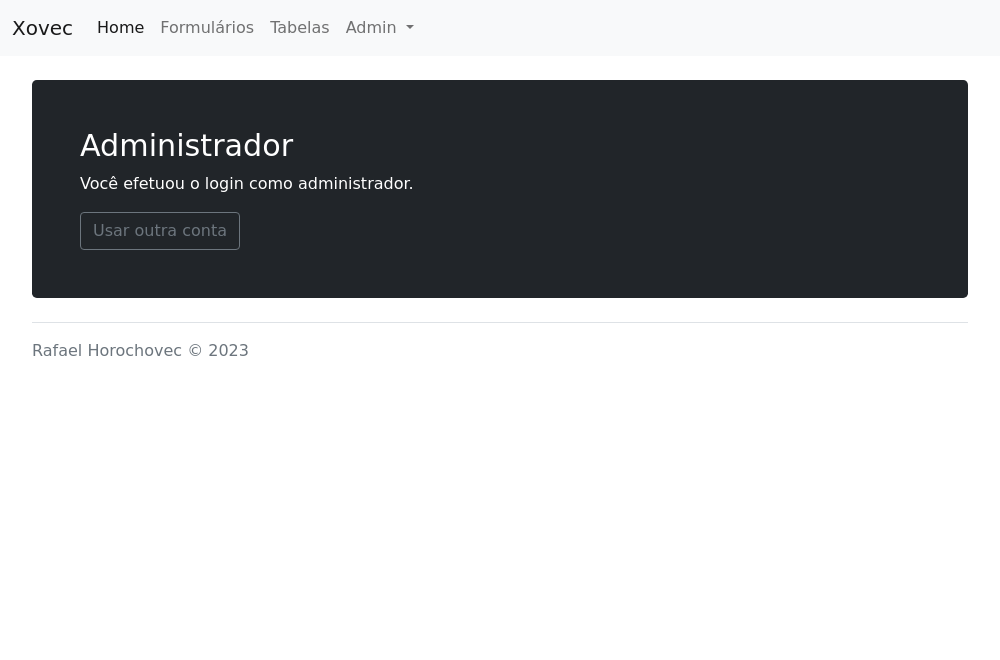 Xovec Home Formulários Tabelas Admin
Administrador
Você efetuou o login como administrador.
Usar outra conta
Rafael Horochovec © 2023